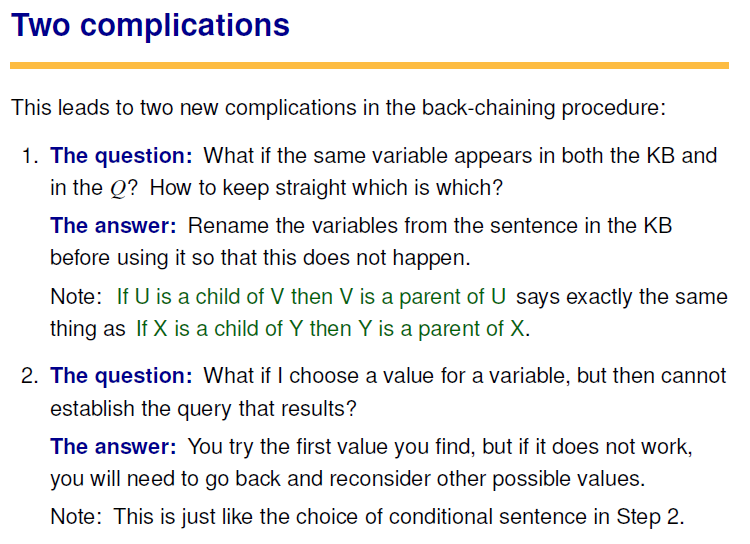 Two complications
This leads to two new complications in the back-chaining procedure:
1. The question: What if the same variable appears in both the KB and
in the Q? How to keep straight which is which?
The answer: Rename the variables from the sentence in the KB
before using it so that this does not happen.
Note: If U is a child of V then V is a parent of U says exactly the same
thing as If X is a child of Y then Y is a parent of X.
2. The question: What if I choose a value for a variable, but then cannot
establish the query that results?
The answer: You try the first value you find, but if it does not work,
you will need to go back and reconsider other possible values.
Note: This is just like the choice of conditional sentence in Step 2.